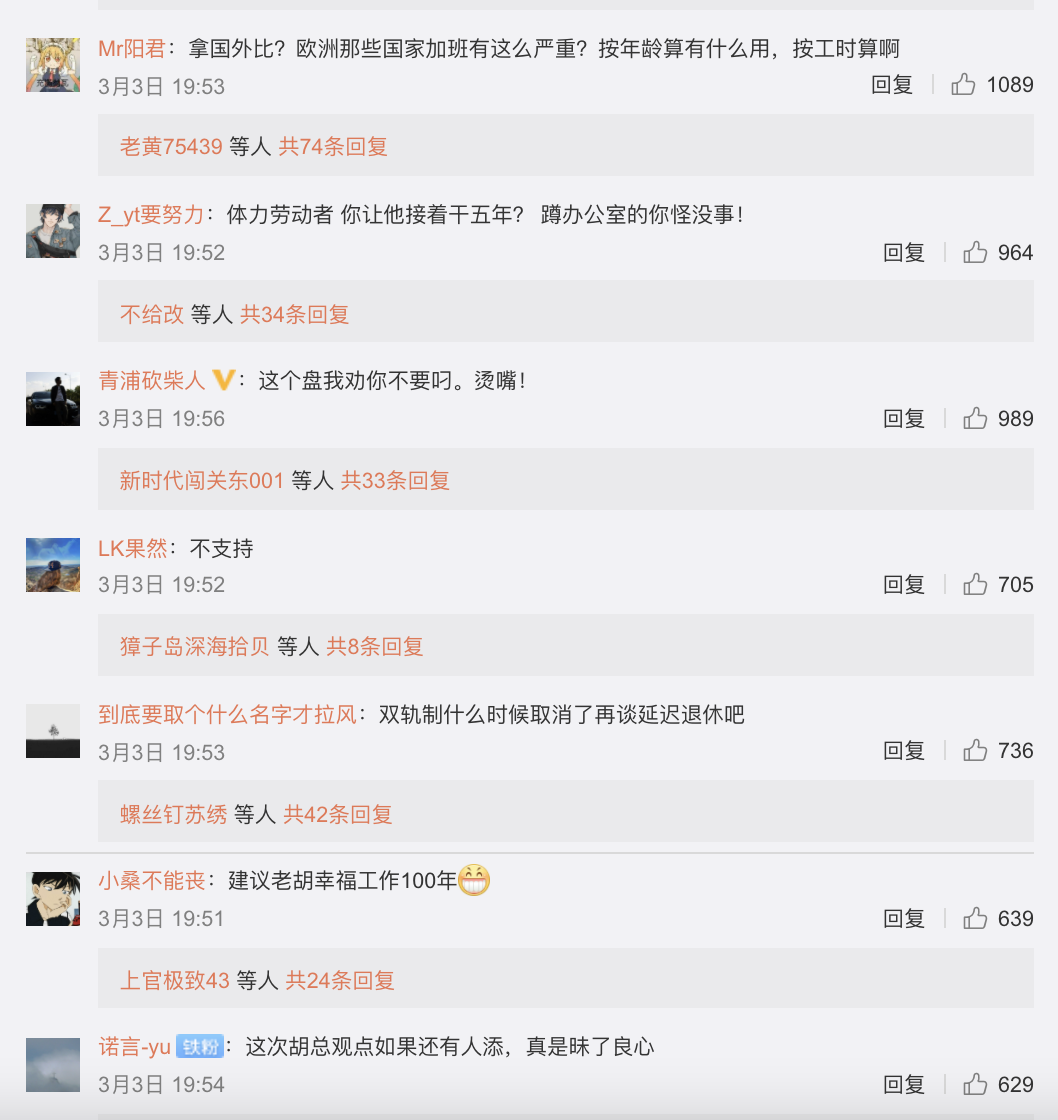 Mr阳君：拿国外比？欧洲那些国家加班有这么严重？按年龄算有什么用，按工时算啊
3月3日 19:53 回复 1089
老黄75439 等人 共74条回复
Z_yt要努力：体力劳动者 你让他接着干五年？ 蹲办公室的你怪没事！
3月3日 19:52 回复 964
不给改 等人 共34条回复
青浦砍柴人：这个盘我劝你不要叼。烫嘴！
3月3日 19:56 回复 989
新时代闯关东001 等人 共33条回复
LK果然：不支持
3月3日 19:52 回复 705
獐子岛深海拾贝 等人 共8条回复
到底要取个什么名字才拉风：双轨制什么时候取消了再谈延迟退休吧
3月3日 19:53 回复 736
螺丝钉苏绣 等人 共42条回复
小桑不能丧：建议老胡幸福工作100年
3月3日 19:51 回复 639
上官极致43 等人 共24条回复
诺言-yu 铁粉：这次胡总观点如果还有人添，真是昧了良心
3月3日 19:54 回复 629